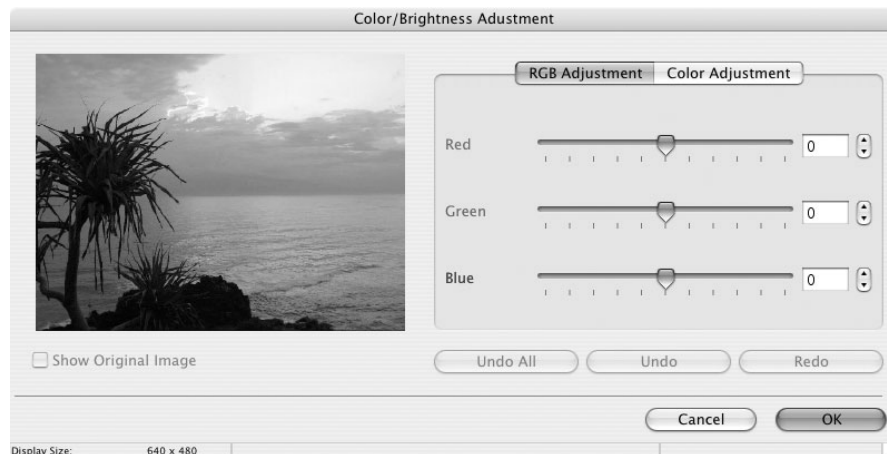 Color/Brightness Adustment
RGB Adjustment Color Adjustment
Red 0
Green 0
Blue 0
Show Original Image
Undo All Undo Redo
Cancel OK
Display Size: 640 x 480